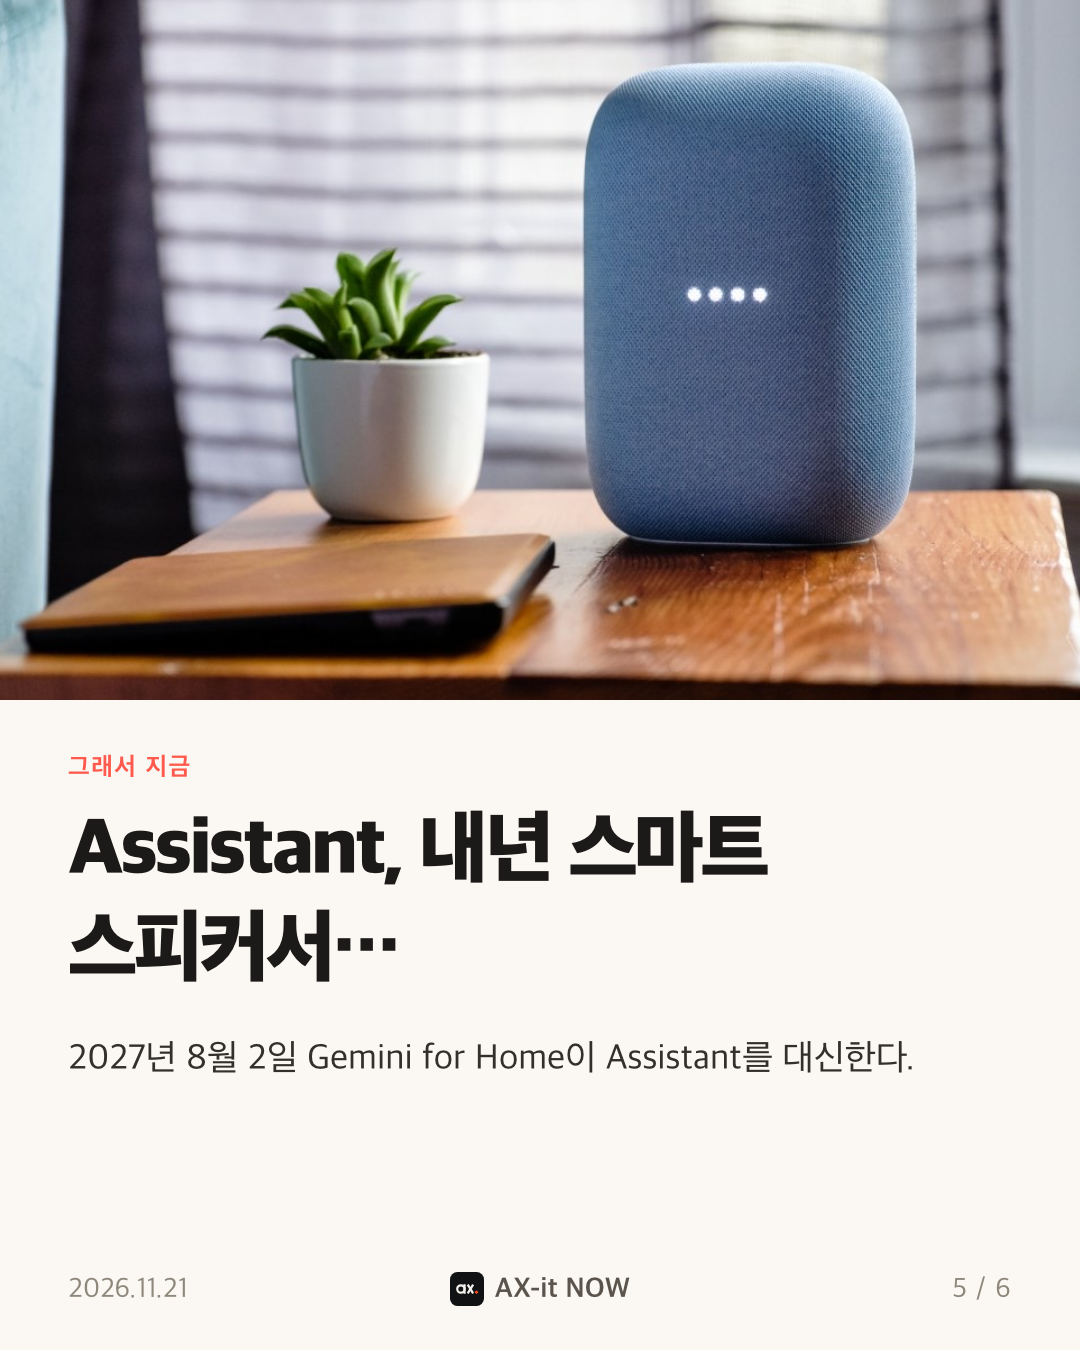 그래서 지금
Assistant, 내년 스마트
스피커서…
2027년 8월 2일 Gemini for Home이 Assistant를 대신한다.
2026.11.21
ax. AX-it NOW
5 / 6